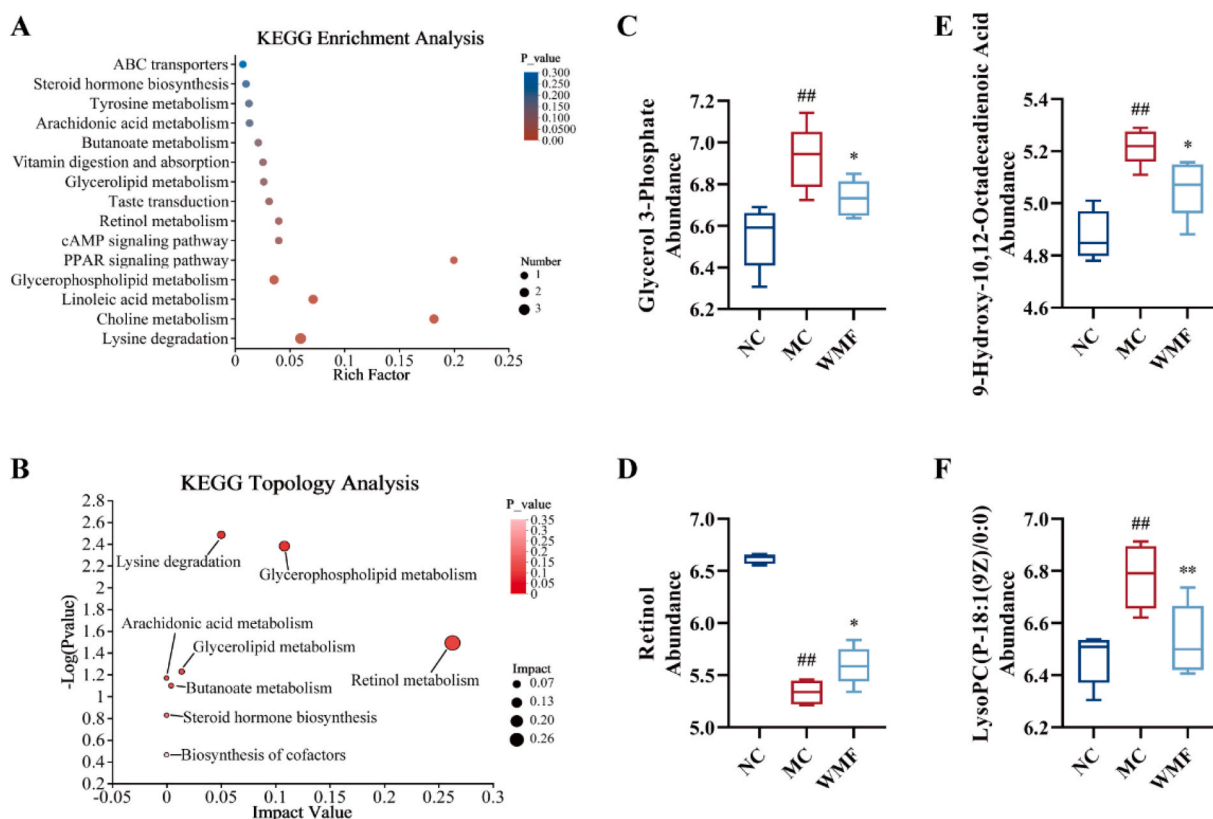 A
KEGG Enrichment Analysis
ABC transporters
Steroid hormone biosynthesis
Tyrosine metabolism
Arachidonic acid metabolism
Butanoate metabolism
Vitamin digestion and absorption
Glycerolipid metabolism
Taste transduction
Retinol metabolism
cAMP signaling pathway
PPAR signaling pathway
Glycerophospholipid metabolism
Linoleic acid metabolism
Choline metabolism
Lysine degradation
0 0.05 0.1 0.15 0.2 0.25
Rich Factor
P_value
0.300
0.250
0.200
0.150
0.100
0.0500
0.00
Number
1
2
3
B
KEGG Topology Analysis
-Log(Pvalue)
2.8
2.6
2.4
2.2
2
1.8
1.6
1.4
1.2
1
0.8
0.6
0.4
0.2
Lysine degradation
Glycerophospholipid metabolism
Arachidonic acid metabolism
Glycerolipid metabolism
Retinol metabolism
Butanoate metabolism
Steroid hormone biosynthesis
Biosynthesis of cofactors
-0.05 0 0.05 0.1 0.15 0.2 0.25 0.3
Impact Value
P_value
0.35
0.3
0.25
0.2
0.15
0.1
0.05
0
Impact
0.07
0.13
0.20
0.26
C
Glycerol 3-Phosphate
Abundance
7.2
7.0
6.8
6.6
6.4
6.2
##
*
NC MC WMF
D
Retinol
Abundance
7.0
6.5
6.0
5.5
5.0
##
*
NC MC WMF
E
9-Hydroxy-10,12-Octadecadienoic Acid
Abundance
5.4
5.2
5.0
4.8
4.6
##
*
NC MC WMF
F
LysoPC(P-18:1(9Z)/0:0)
Abundance
7.0
6.8
6.6
6.4
6.2
##
**
NC MC WMF